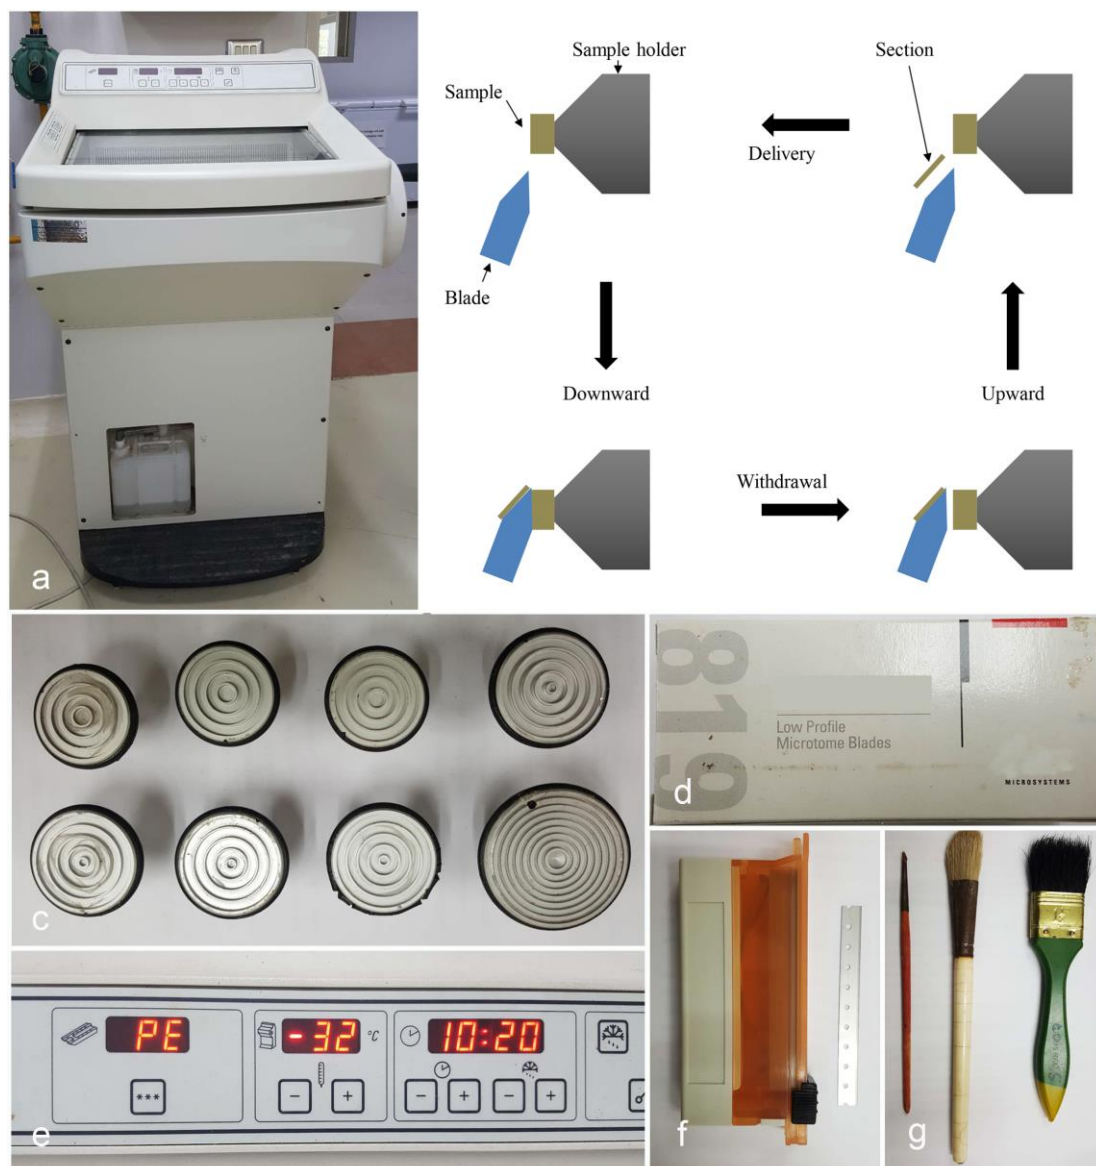 Sample holder
Section
Sample
Delivery
Blade
Downward
Upward
Withdrawal
a
819
Low Profile
Microtome Blades
MICROSYSTEMS
d
c
PE
-32 °C
10:20
***
- + - + - +
e
f
g